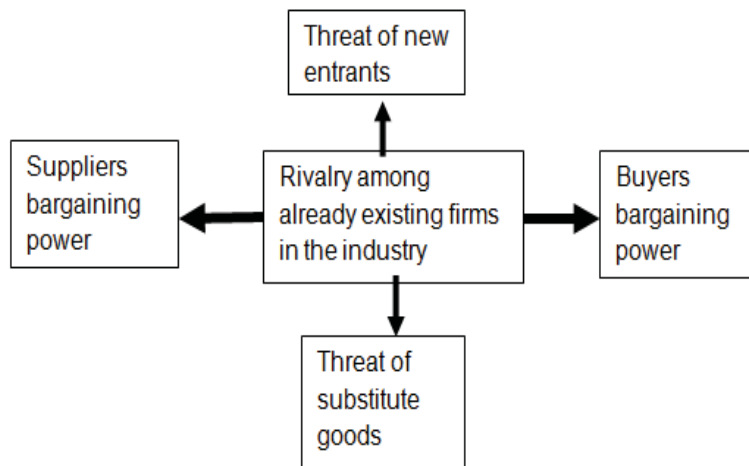 Threat of new
entrants
Suppliers
bargaining
power
Rivalry among
already existing firms
in the industry
Buyers
bargaining
power
Threat of
substitute
goods